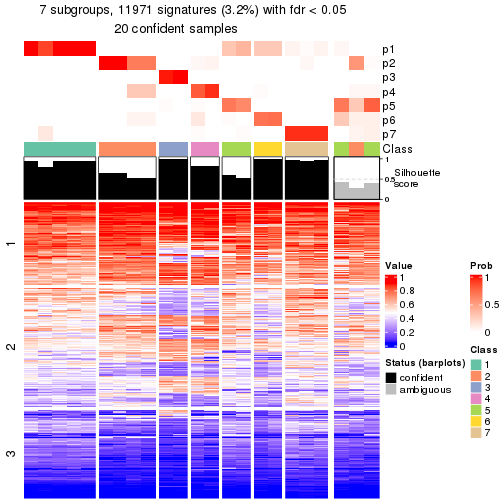 7 subgroups, 11971 signatures (3.2%) with fdr < 0.05
20 confident samples
p1
p2
p3
p4
p5
p6
p7
Class
1
0.5
0
Silhouette
score
1
2
3
Value
1
0.8
0.6
0.4
0.2
0
Status (barplots)
confident
ambiguous
Prob
1
0.5
0
Class
1
2
3
4
5
6
7